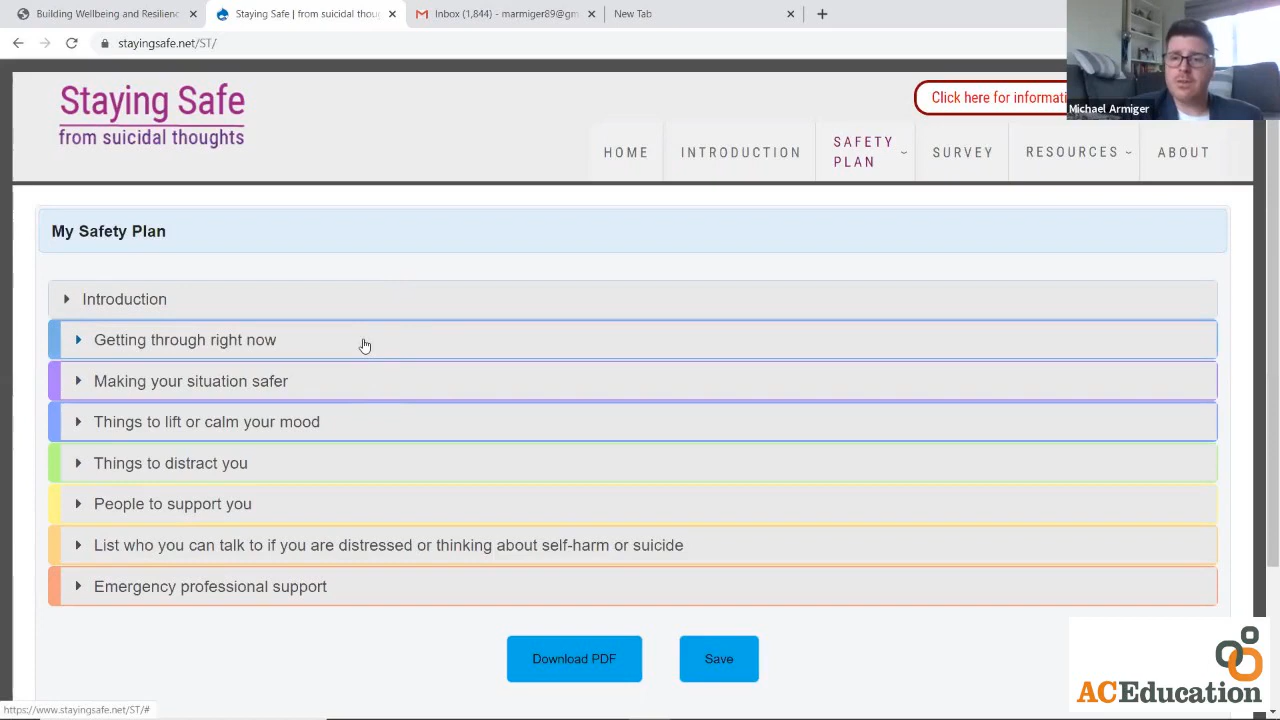 Building Wellbeing and Resilienc
Staying Safe | from suicidal thou
Inbox (1,844) - marmiger89@gm
New Tab
stayingsafe.net/ST/
Staying Safe
from suicidal thoughts
Click here for informati
Michael Armiger
HOME
INTRODUCTION
SAFETY
PLAN
SURVEY
RESOURCES
ABOUT
My Safety Plan
Introduction
Getting through right now
Making your situation safer
Things to lift or calm your mood
Things to distract you
People to support you
List who you can talk to if you are distressed or thinking about self-harm or suicide
Emergency professional support
Download PDF
Save
ACEducation
https://www.stayingsafe.net/ST/#